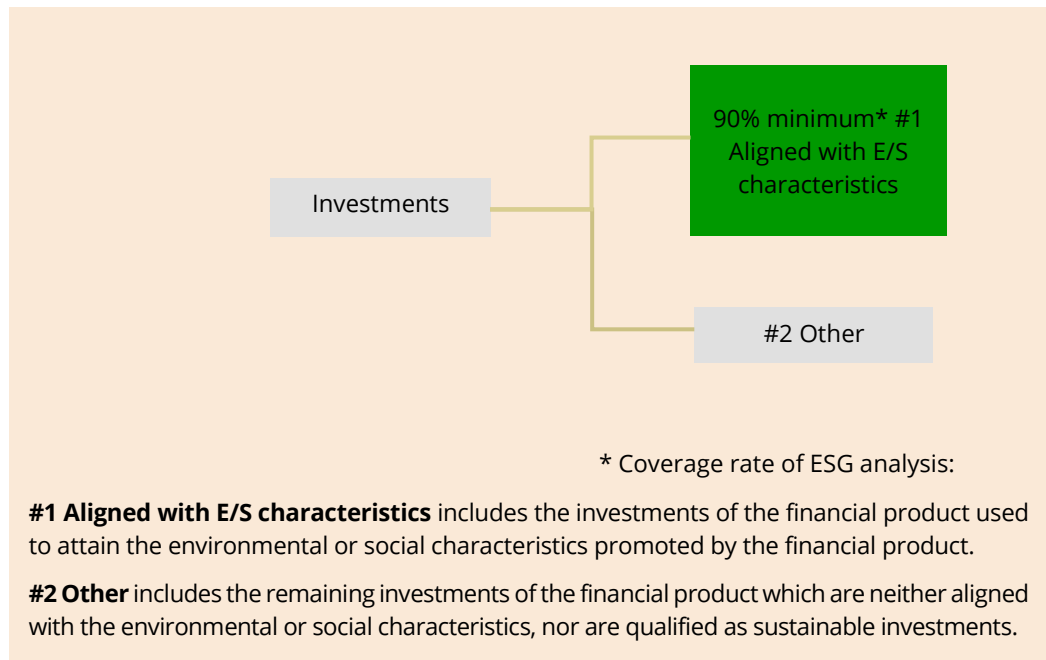 90% minimum* #1
Aligned with E/S
characteristics
Investments
#2 Other
* Coverage rate of ESG analysis:
#1 Aligned with E/S characteristics includes the investments of the financial product used
to attain the environmental or social characteristics promoted by the financial product.
#2 Other includes the remaining investments of the financial product which are neither aligned
with the environmental or social characteristics, nor are qualified as sustainable investments.